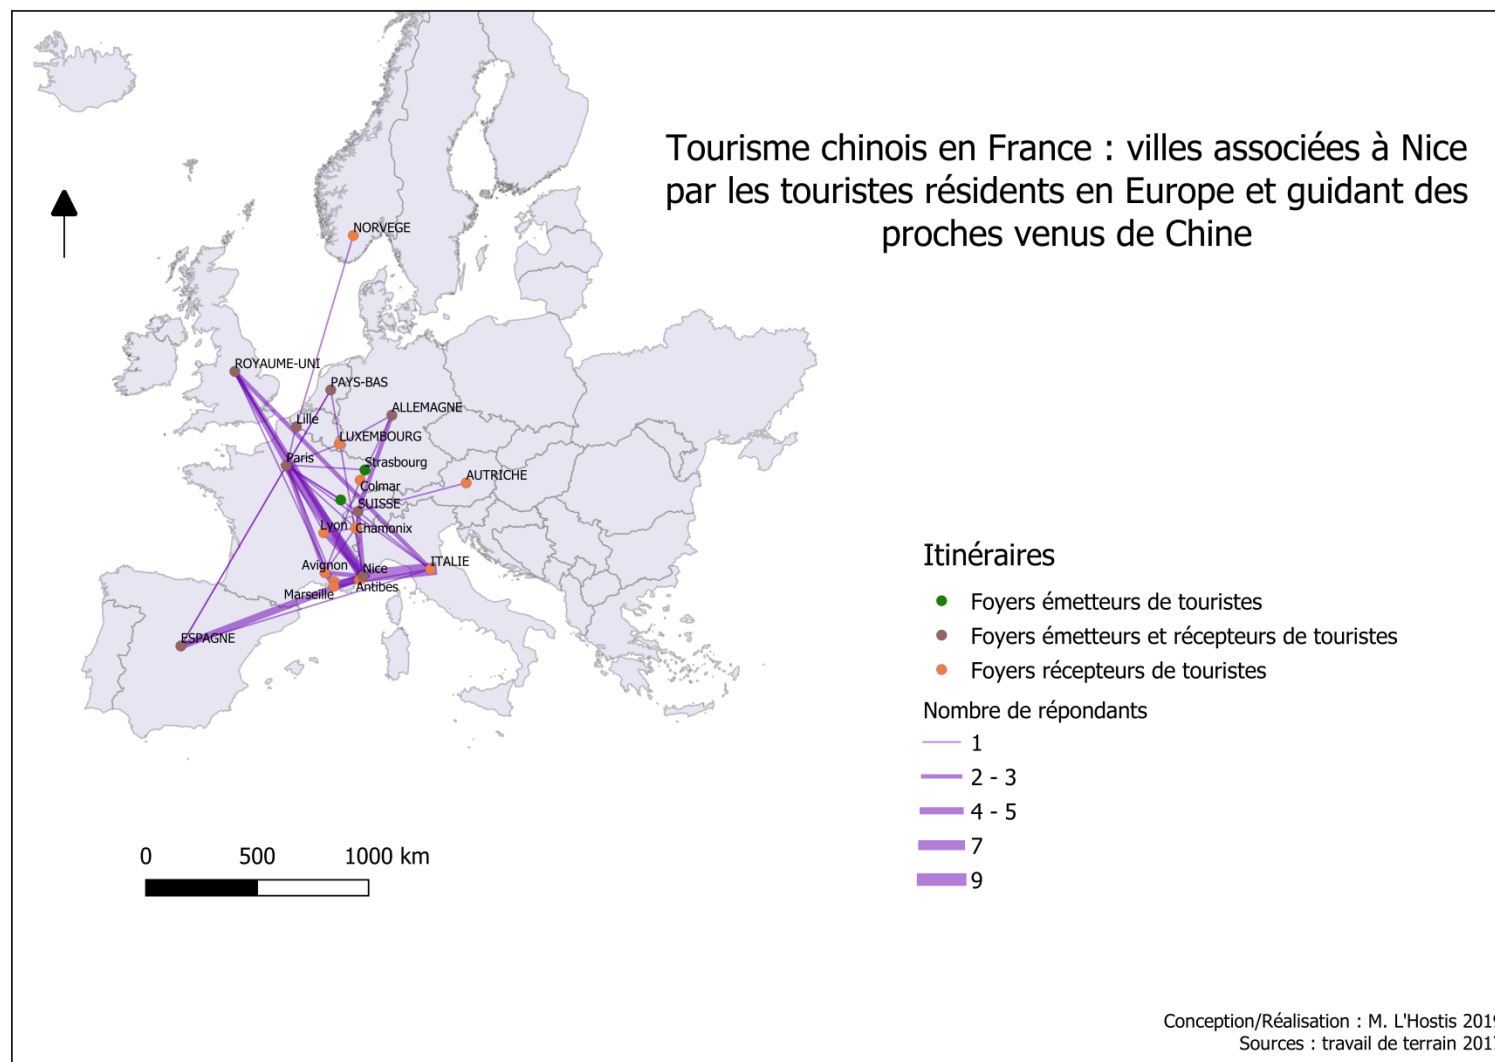 Tourisme chinois en France : villes associées à Nice
par les touristes résidents en Europe et guidant des
proches venus de Chine
NORVEGE
ROYAUME-UNI
PAYS-BAS
ALLEMAGNE
Lille
LUXEMBOURG
Paris
Strasbourg
AUTRICHE
Colmar
SUISSE
Lyon
Chamonix
ITALIE
Avignon
Nice
Antibes
Marseille
ESPAGNE
Itinéraires
Foyers émetteurs de touristes
Foyers émetteurs et récepteurs de touristes
Foyers récepteurs de touristes
Nombre de répondants
1
2 - 3
4 - 5
7
9
0 500 1000 km
Conception/Réalisation : M. L'Hostis 2019
Sources : travail de terrain 2017